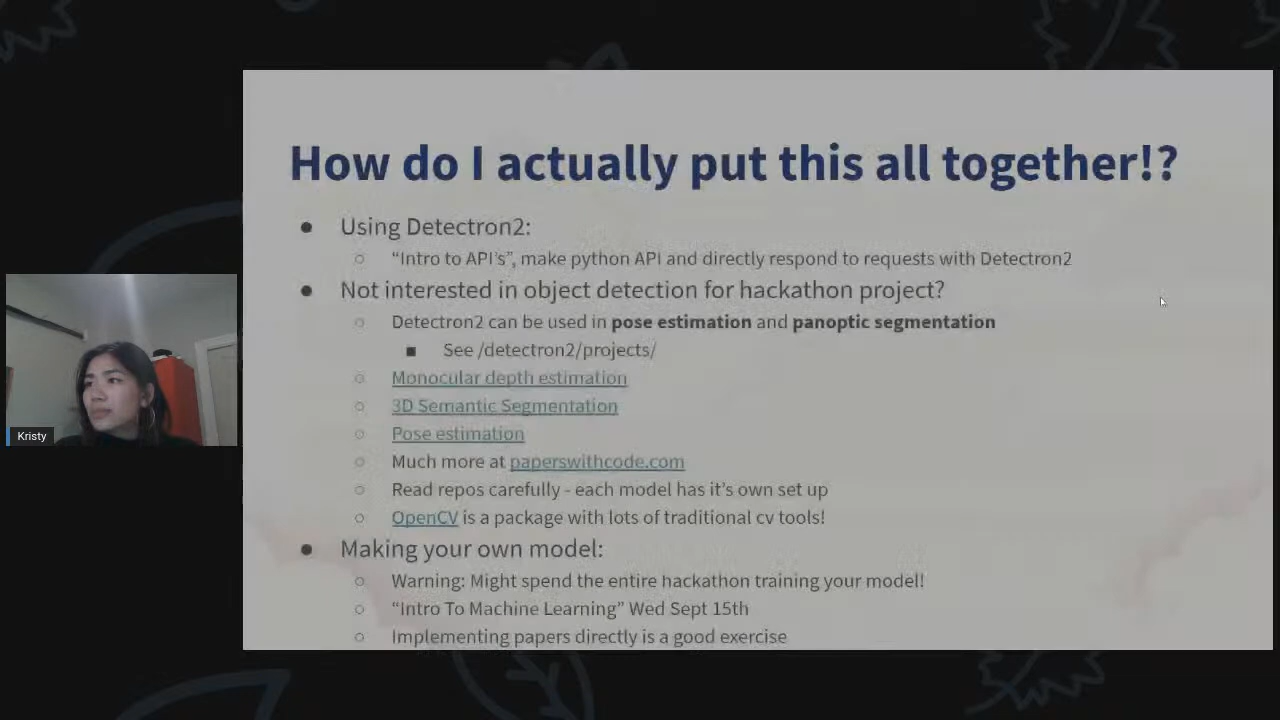 How do I actually put this all together!?
● Using Detectron2:
○ “Intro to API’s”, make python API and directly respond to requests with Detectron2
● Not interested in object detection for hackathon project?
○ Detectron2 can be used in pose estimation and panoptic segmentation
■ See /detectron2/projects/
○ Monocular depth estimation
○ 3D Semantic Segmentation
○ Pose estimation
○ Much more at paperswithcode.com
○ Read repos carefully - each model has it’s own set up
○ OpenCV is a package with lots of traditional cv tools!
● Making your own model:
○ Warning: Might spend the entire hackathon training your model!
○ “Intro To Machine Learning” Wed Sept 15th
○ Implementing papers directly is a good exercise
Kristy